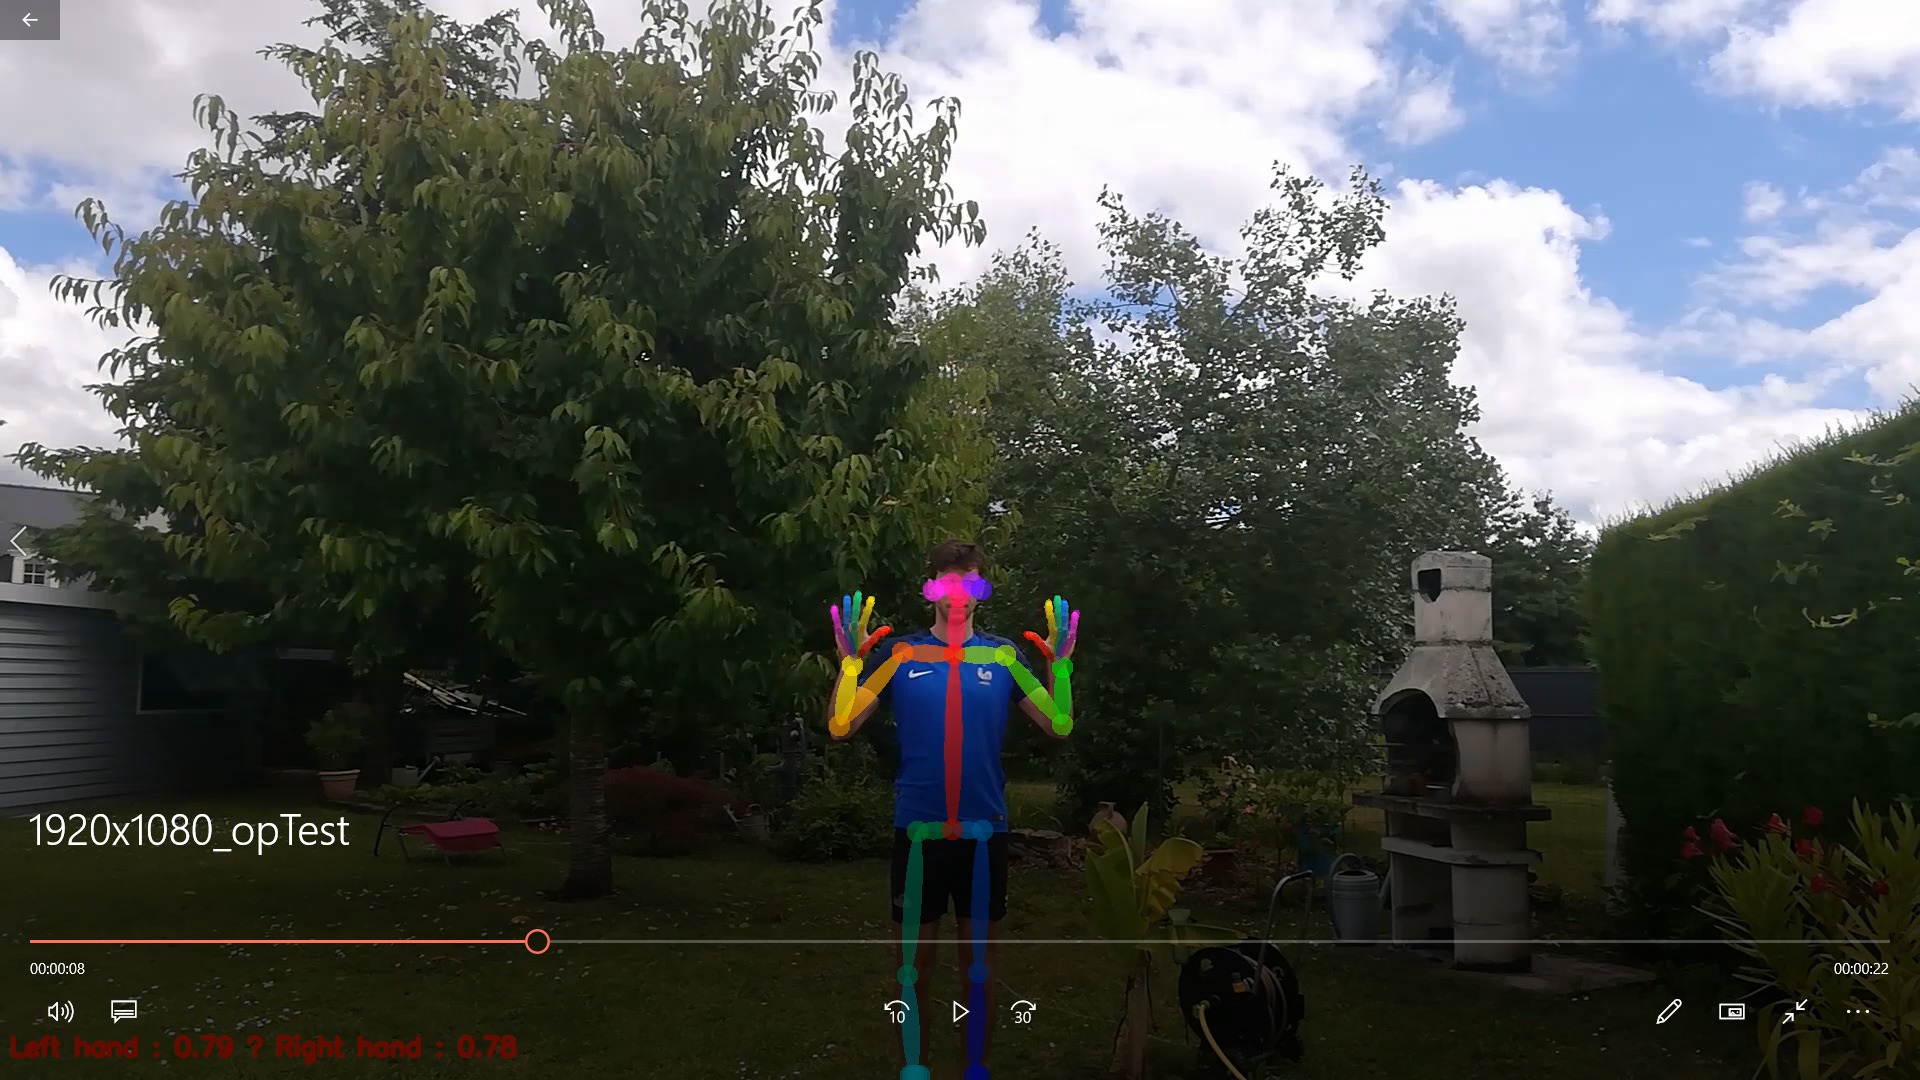 1920x1080_opTest
00:00:08
00:00:22
10
30
Left hand : 0.79 ? Right hand : 0.78